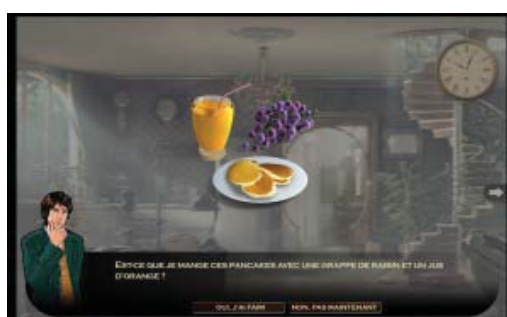 EST-CE QUE JE MANGE CES PANCAKES AVEC UNE GRAPPE DE RAISIN ET UN JUS
D'ORANGE ?
OUI, J'AI FAIM NON, PAS MAINTENANT